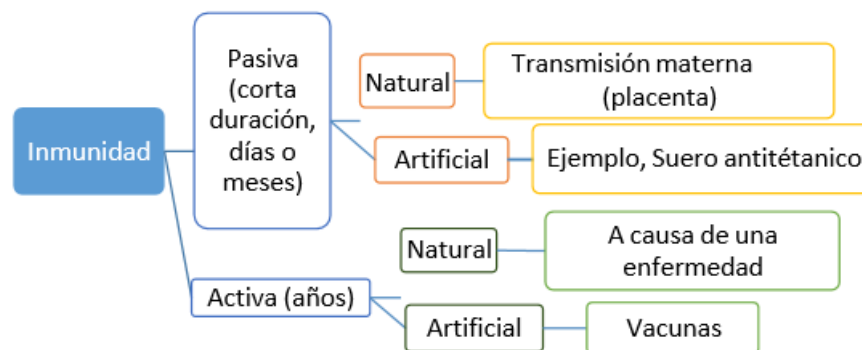 Inmunidad
Pasiva
(corta
duración,
días o
meses)
Natural
Transmisión materna
(placenta)
Artificial
Ejemplo, Suero antitétanico
Activa (años)
Natural
A causa de una
enfermedad
Artificial
Vacunas